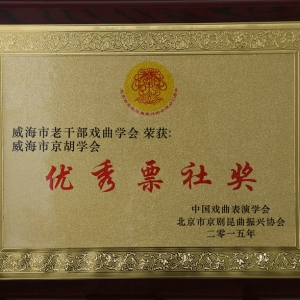 威海市老干部戏曲学会 荣获:
威海市京胡学会
优秀票社奖
中国戏曲表演学会
北京市京剧昆曲振兴协会
二零一五年